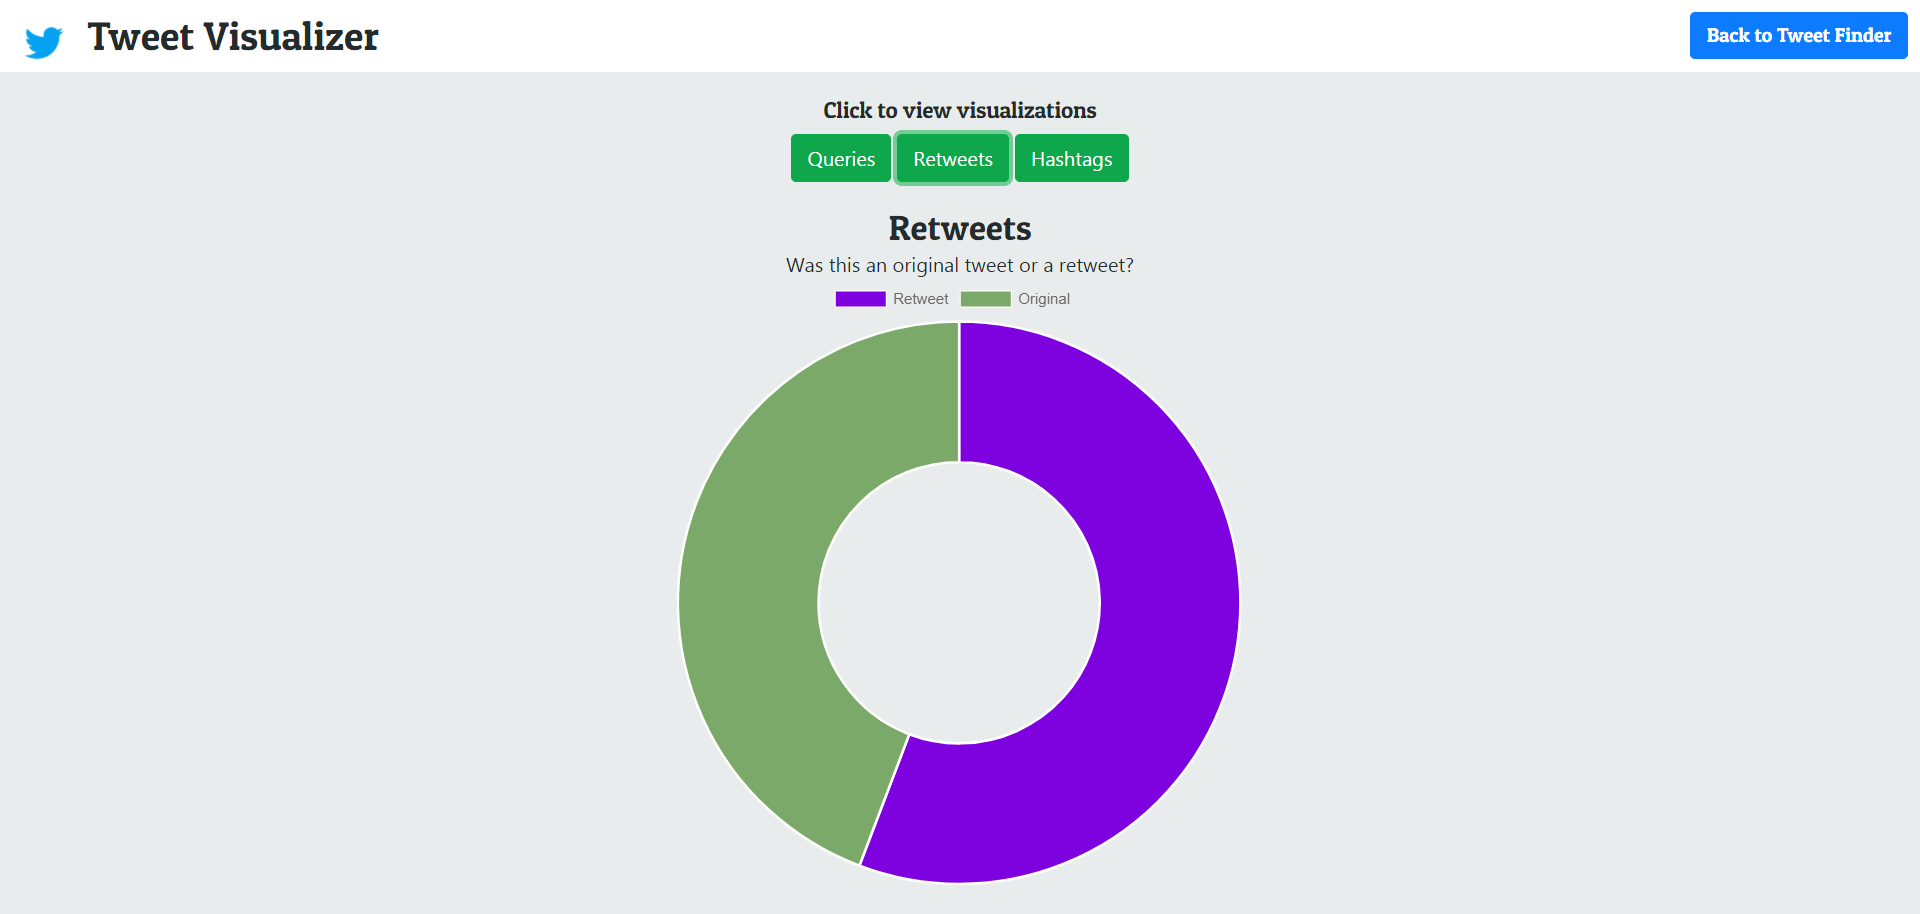 Tweet Visualizer
Back to Tweet Finder
Click to view visualizations
Queries Retweets Hashtags
Retweets
Was this an original tweet or a retweet?
Retweet Original